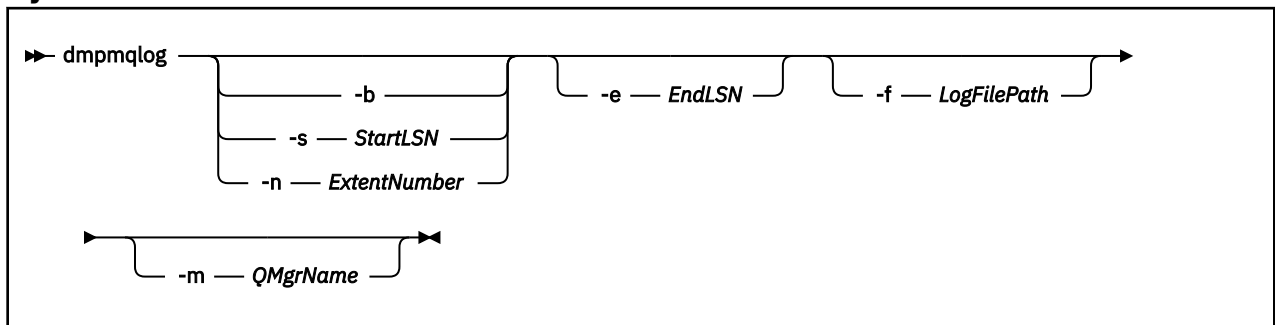 dmpmqlog
-b
-e EndLSN
-f LogFilePath
-s StartLSN
-n ExtentNumber
-m QMgrName